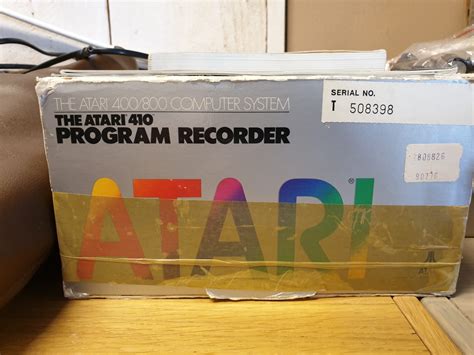 THE ATARI 400/800 COMPUTER SYSTEM
THE ATARI 410
PROGRAM RECORDER
SERIAL NO.
T 508398
ATARI